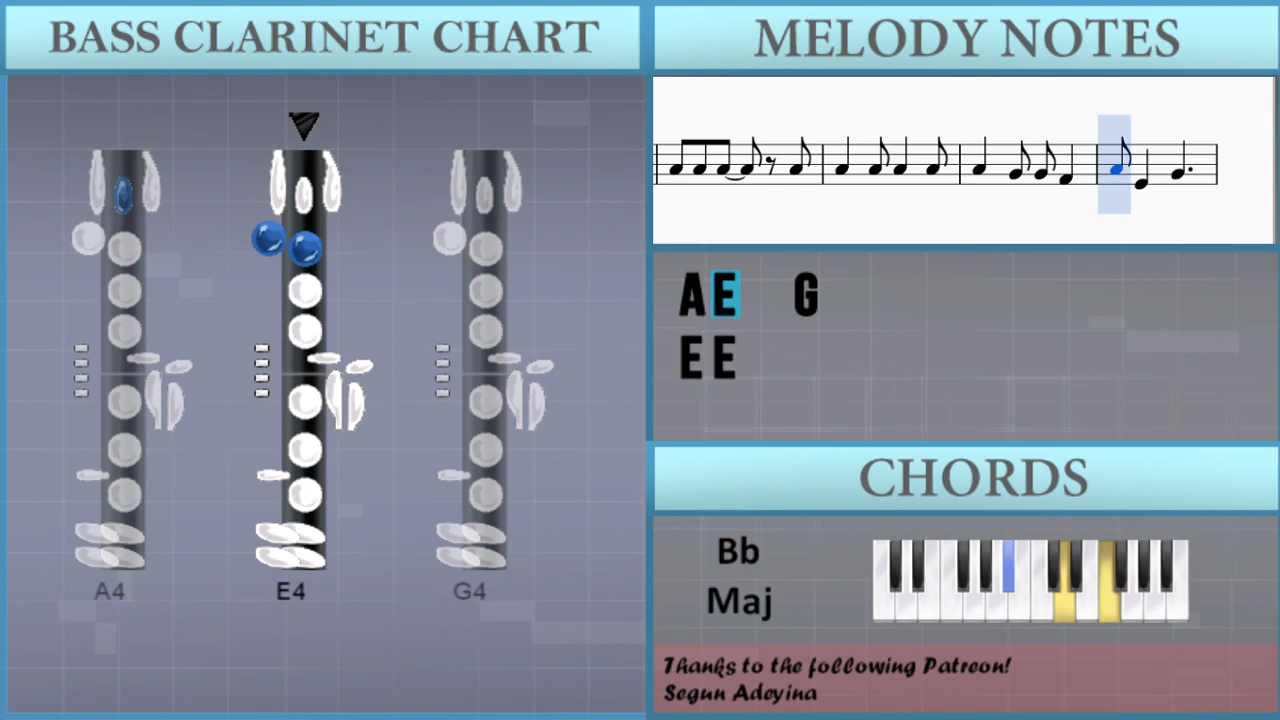 BASS CLARINET CHART
MELODY NOTES
A4
E4
G4
A E G
E E
CHORDS
Bb
Maj
Thanks to the following Patreon!
Segun Adeyina